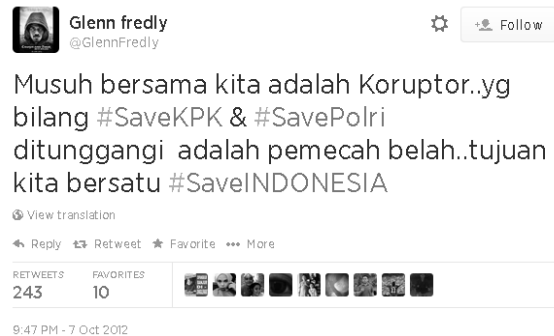 Glenn fredly
@GlennFredly
Follow
Musuh bersama kita adalah Koruptor..yg
bilang #SaveKPK & #SavePolri
ditunggangi  adalah pemecah belah..tujuan
kita bersatu #SaveINDONESIA
View translation
Reply Retweet Favorite ••• More
RETWEETS FAVORITES
243 10
9:47 PM - 7 Oct 2012